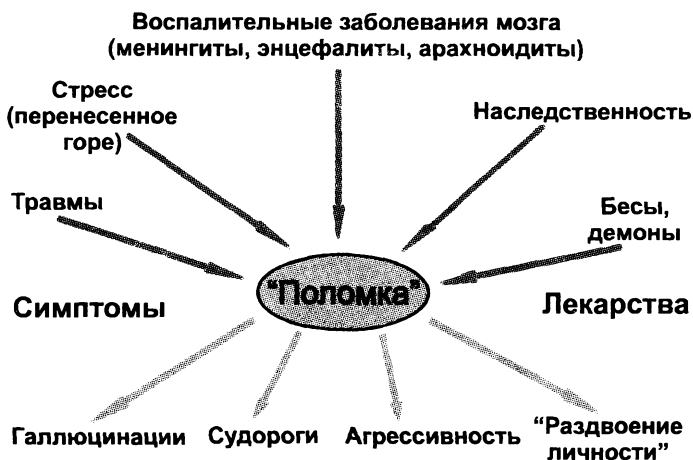 Воспалительные заболевания мозга
(менингиты, энцефалиты, арахноидиты)
Стресс
(перенесенное
горе)
Наследственность
Травмы
Бесы,
демоны
"Поломка"
Симптомы
Лекарства
Галлюцинации
Судороги
Агрессивность
"Раздвоение
личности"